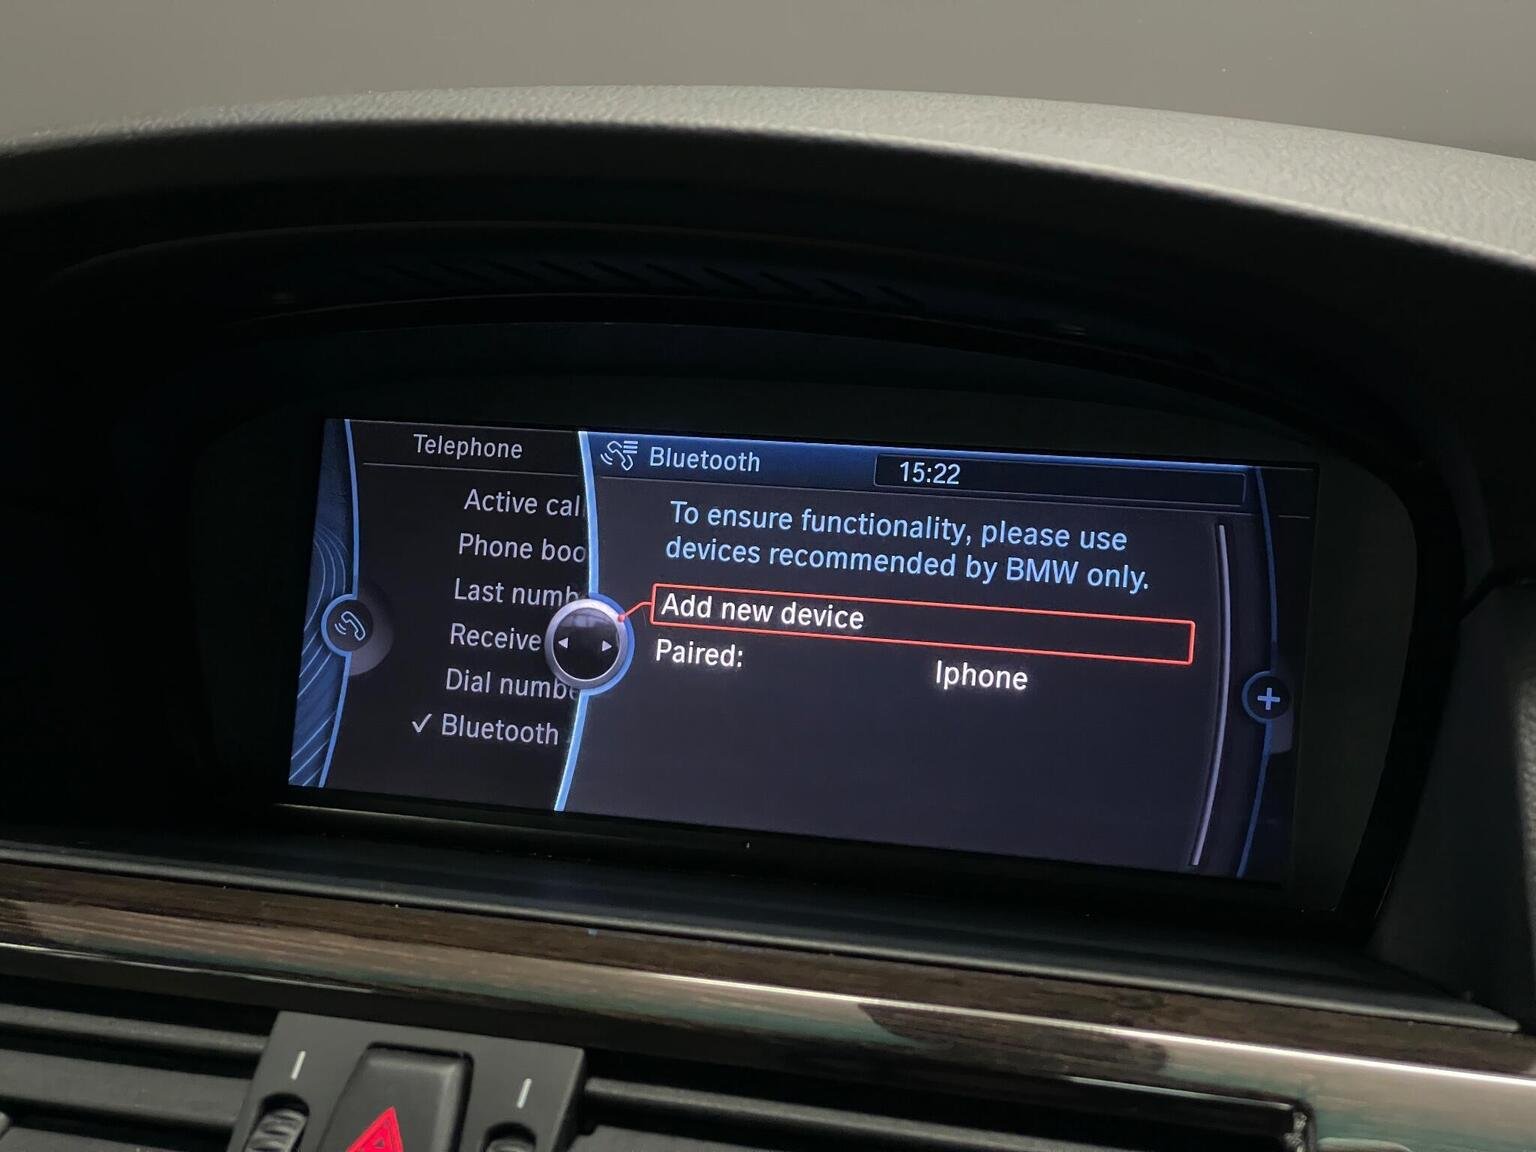 Telephone
Active cal
Phone boo
Last numb
Receive
Dial numbe
✓ Bluetooth
Bluetooth
15:22
To ensure functionality, please use
devices recommended by BMW only.
Add new device
Paired:
Iphone